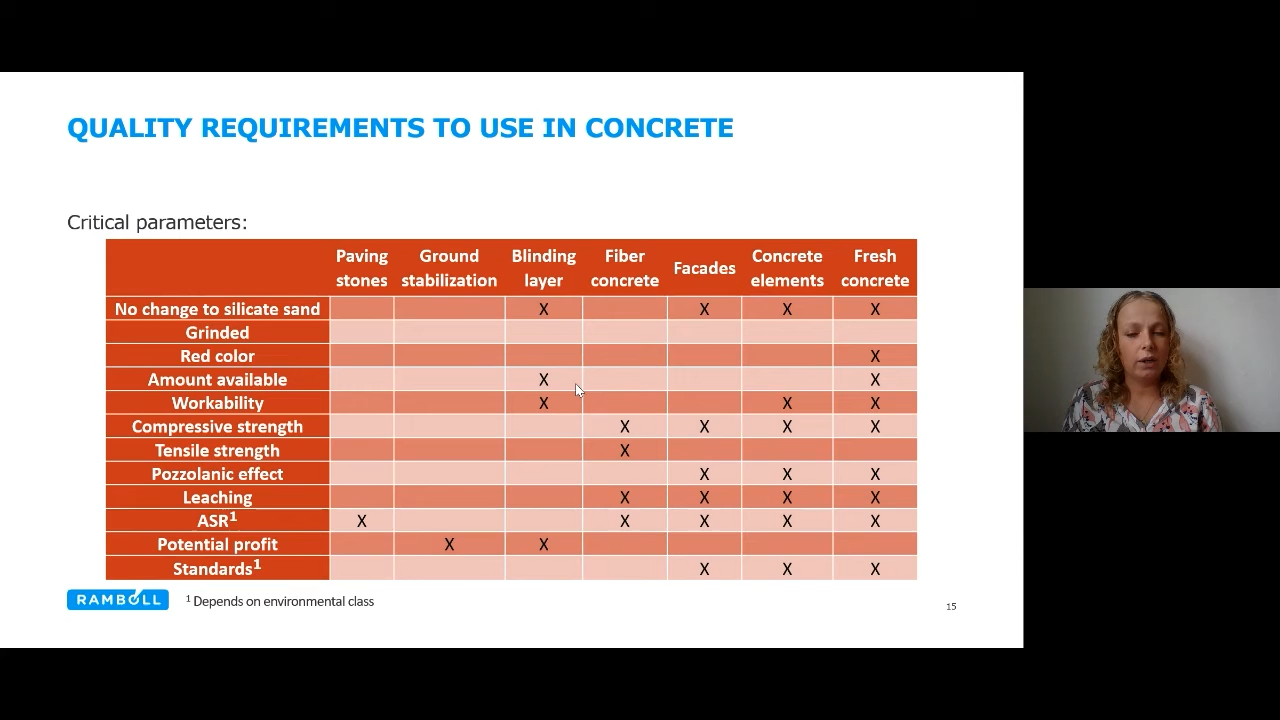 QUALITY REQUIREMENTS TO USE IN CONCRETE
Critical parameters:
Paving stones Ground stabilization Blinding layer Fiber concrete Facades Concrete elements Fresh concrete
No change to silicate sand X X X X
Grinded
Red color X
Amount available X X
Workability X X X
Compressive strength X X X X
Tensile strength X
Pozzolanic effect X X X
Leaching X X X X
ASR¹ X X X X X
Potential profit X X
Standards¹ X X X
RAMBOLL
¹ Depends on environmental class
15